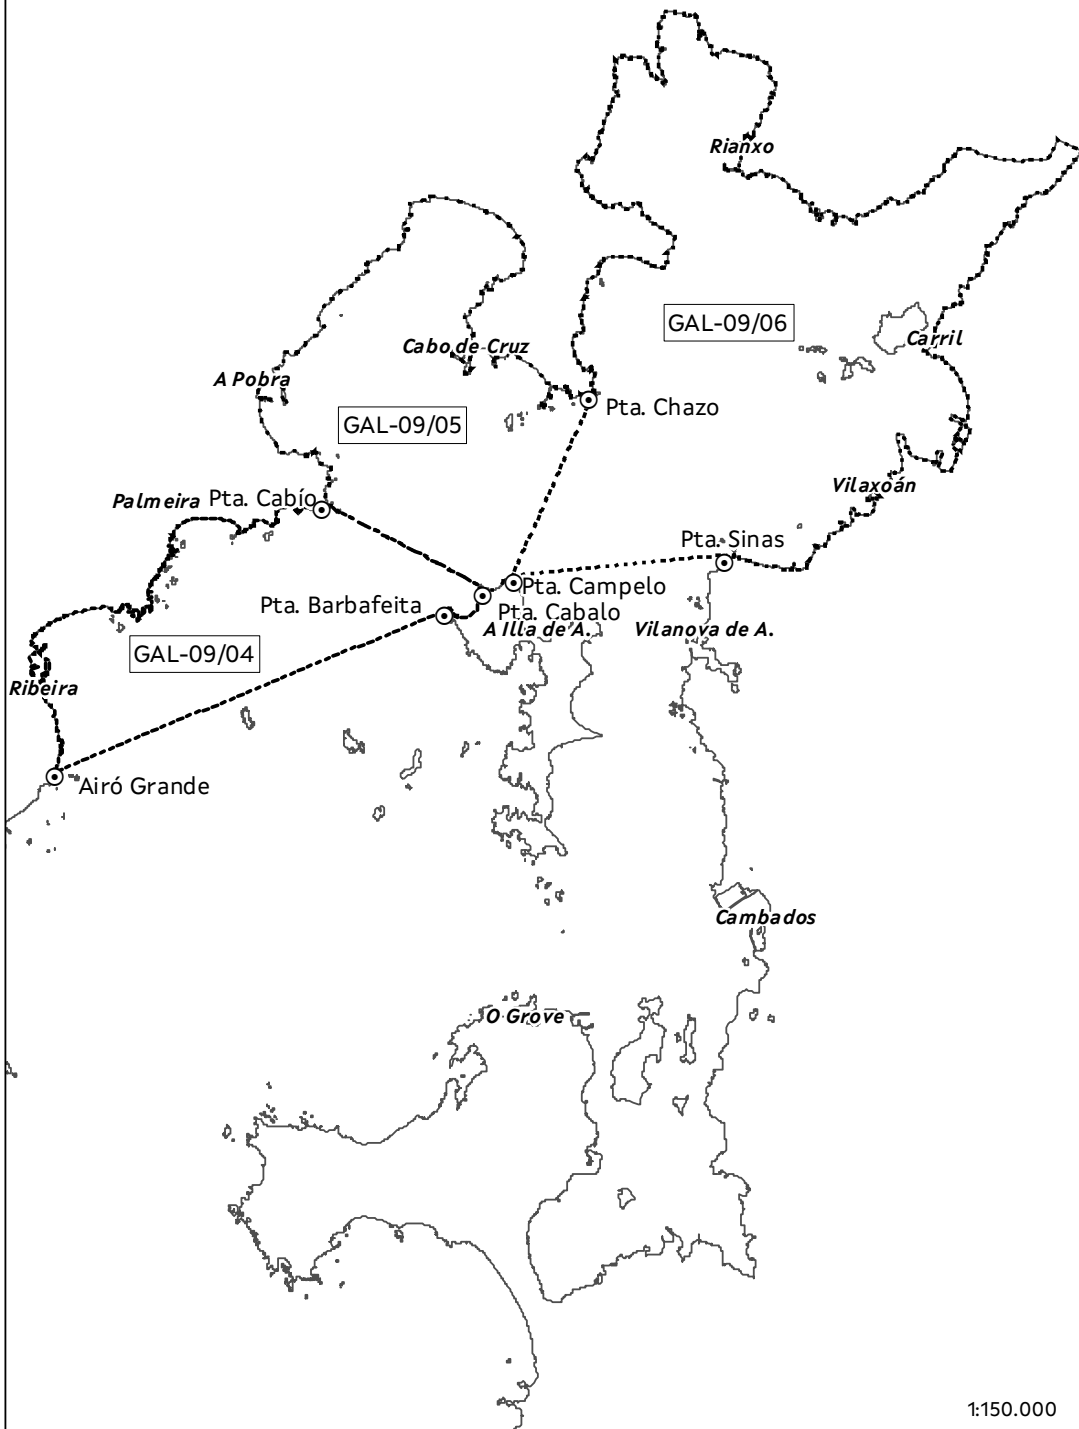 Rianxo
GAL-09/06
Carril
Cabo de Cruz
A Pobra
Pta. Chazo
GAL-09/05
Vilaxoán
Palmeira
Pta. Cabío
Pta. Sinas
Pta. Campelo
Pta. Barbafeita
Pta. Cabalo
A Illa de A.
Vilanova de A.
GAL-09/04
Ribeira
Airó Grande
Cambados
O Grove
1:150.000